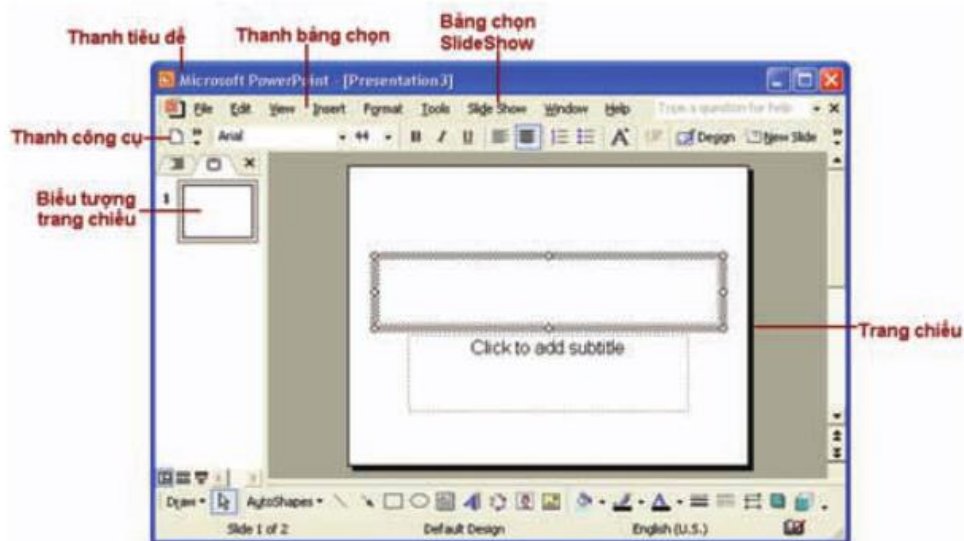 Bảng chọn
SlideShow
Thanh tiêu đề
Thanh bảng chọn
Microsoft PowerPoint - [Presentation3]
File Edit View Insert Format Tools Slide Show Window Help Type a question for help
Thanh công cụ
Arial 44 B I U A Design New Slide
Biểu tượng
trang chiếu
1
Trang chiếu
Click to add subtitle
Draw AutoShapes
Slide 1 of 2 Default Design English (U.S.)